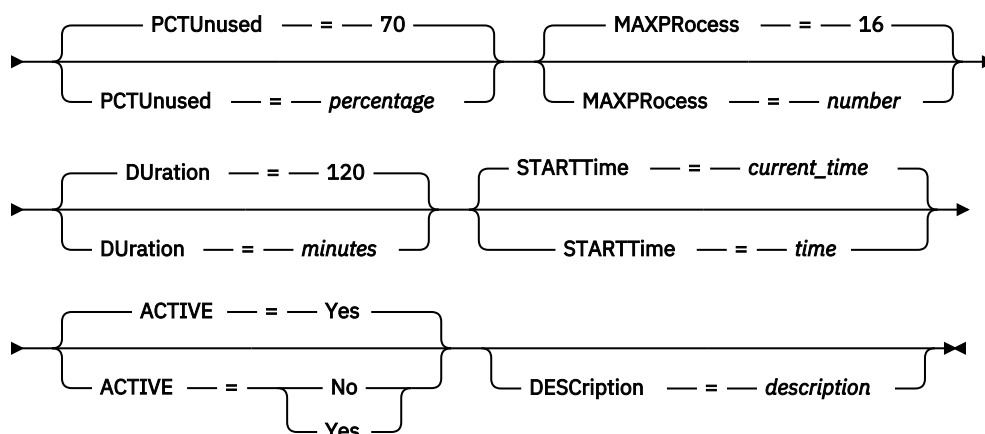 PCTUnused = 70 MAXPRocess = 16
PCTUnused = percentage MAXPRocess = number
DUration = 120 STARTTime = current_time
DUration = minutes STARTTime = time
ACTIVE = Yes
ACTIVE = No DESCription = description
Yes